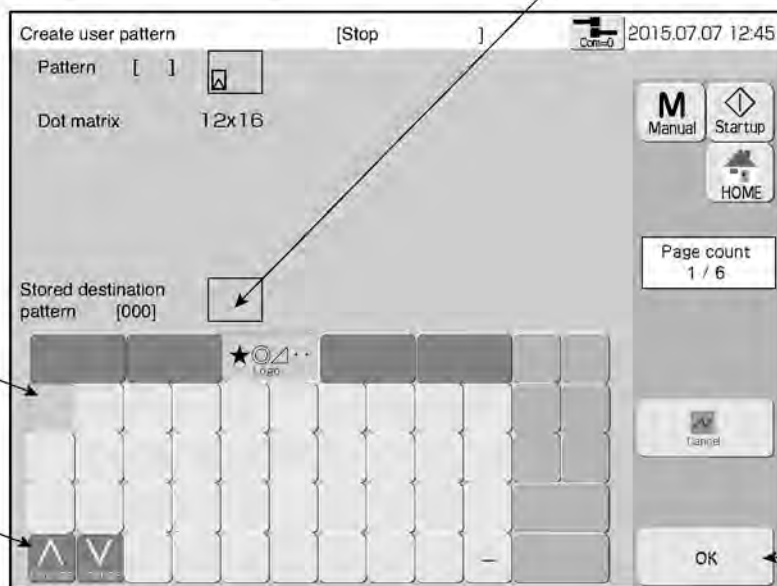 Create user pattern [Stop ] Com=0 2015.07.07 12:45
Pattern [ ]
Dot matrix 12x16
M
Manual
Startup
HOME
Page count
1 / 6
Stored destination
pattern [000]
★◎⊿··
Logo
Cancel
OK